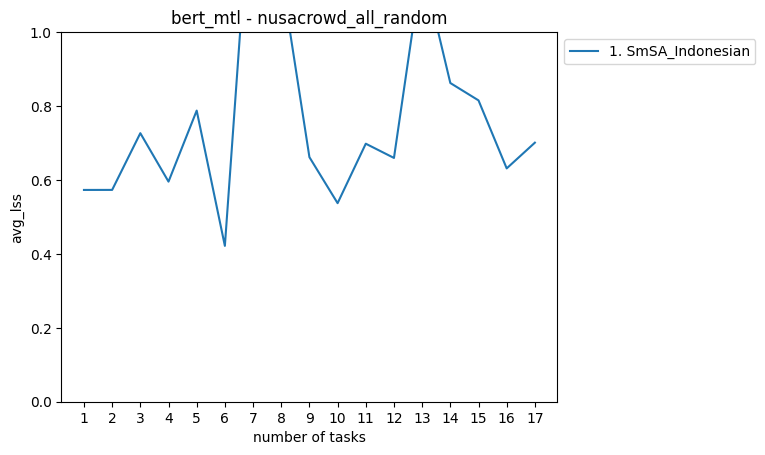 bert_mtl - nusacrowd_all_random
1. SmSA_Indonesian
avg_lss
1.0
0.8
0.6
0.4
0.2
0.0
1 2 3 4 5 6 7 8 9 10 11 12 13 14 15 16 17
number of tasks